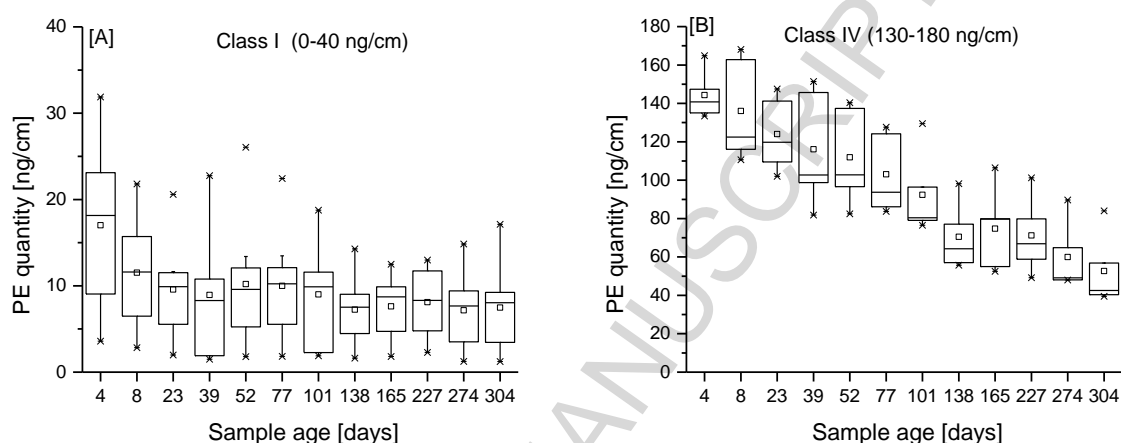 [A]
Class I (0-40 ng/cm)
PE quantity [ng/cm]
40
30
20
10
0
4 8 23 39 52 77 101 138 165 227 274 304
Sample age [days]
[B]
Class IV (130-180 ng/cm)
PE quantity [ng/cm]
180
160
140
120
100
80
60
40
20
0
4 8 23 39 52 77 101 138 165 227 274 304
Sample age [days]
ANUSCRIPT